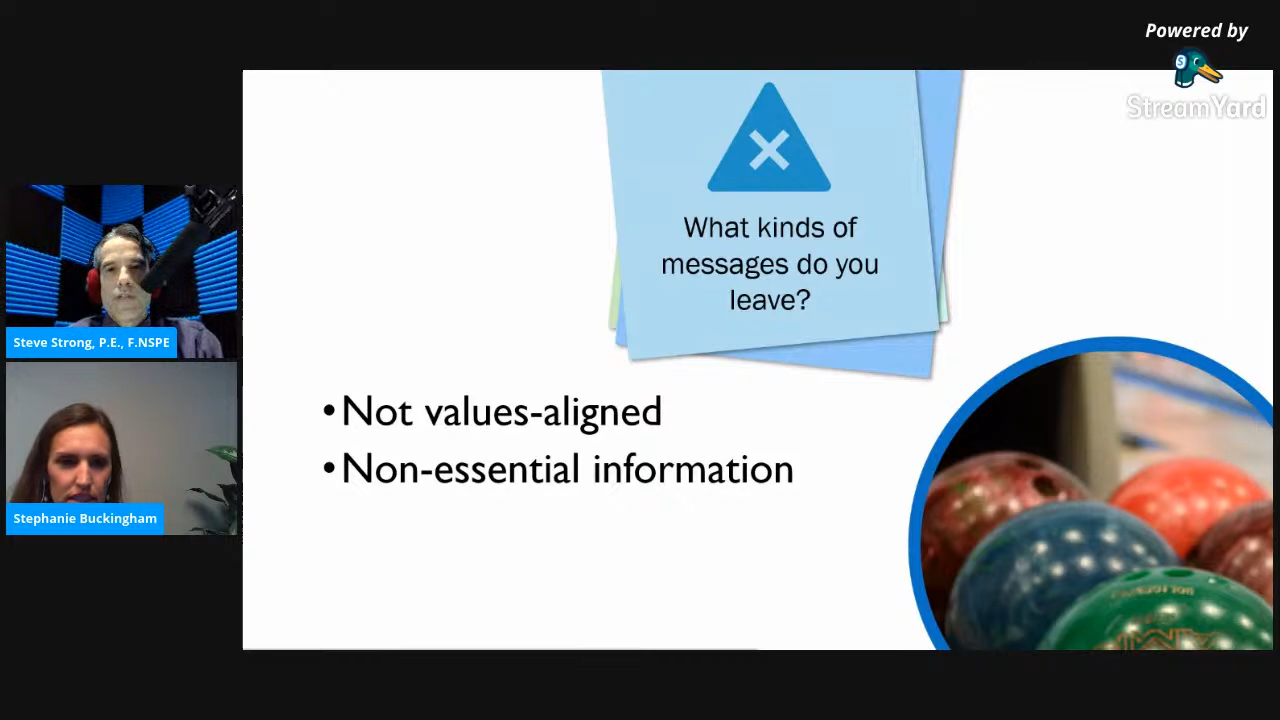 Powered by
StreamYard
What kinds of
messages do you
leave?
•Not values-aligned
•Non-essential information
Steve Strong, P.E., F.NSPE
Stephanie Buckingham